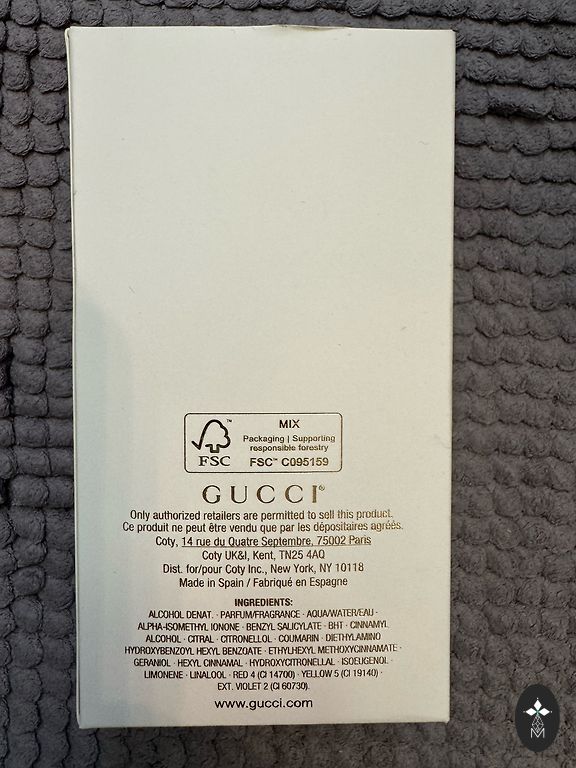 MIX
Packaging | Supporting
responsible forestry
FSC™ C095159
™
FSC
GUCCI®
Only authorized retailers are permitted to sell this product.
Ce produit ne peut être vendu que par les dépositaires agréés.
Coty, 14 rue du Quatre Septembre, 75002 Paris
Coty UK&I, Kent, TN25 4AQ
Dist. for/pour Coty Inc., New York, NY 10118
Made in Spain / Fabriqué en Espagne
INGREDIENTS:
ALCOHOL DENAT. · PARFUM/FRAGRANCE · AQUA/WATER/EAU ·
ALPHA-ISOMETHYL IONONE · BENZYL SALICYLATE · BHT · CINNAMYL
ALCOHOL · CITRAL · CITRONELLOL · COUMARIN · DIETHYLAMINO
HYDROXYBENZOYL HEXYL BENZOATE · ETHYLHEXYL METHOXYCINNAMATE ·
GERANIOL · HEXYL CINNAMAL · HYDROXYCITRONELLAL · ISOEUGENOL ·
LIMONENE · LINALOOL · RED 4 (CI 14700) · YELLOW 5 (CI 19140) ·
EXT. VIOLET 2 (CI 60730).
www.gucci.com
M